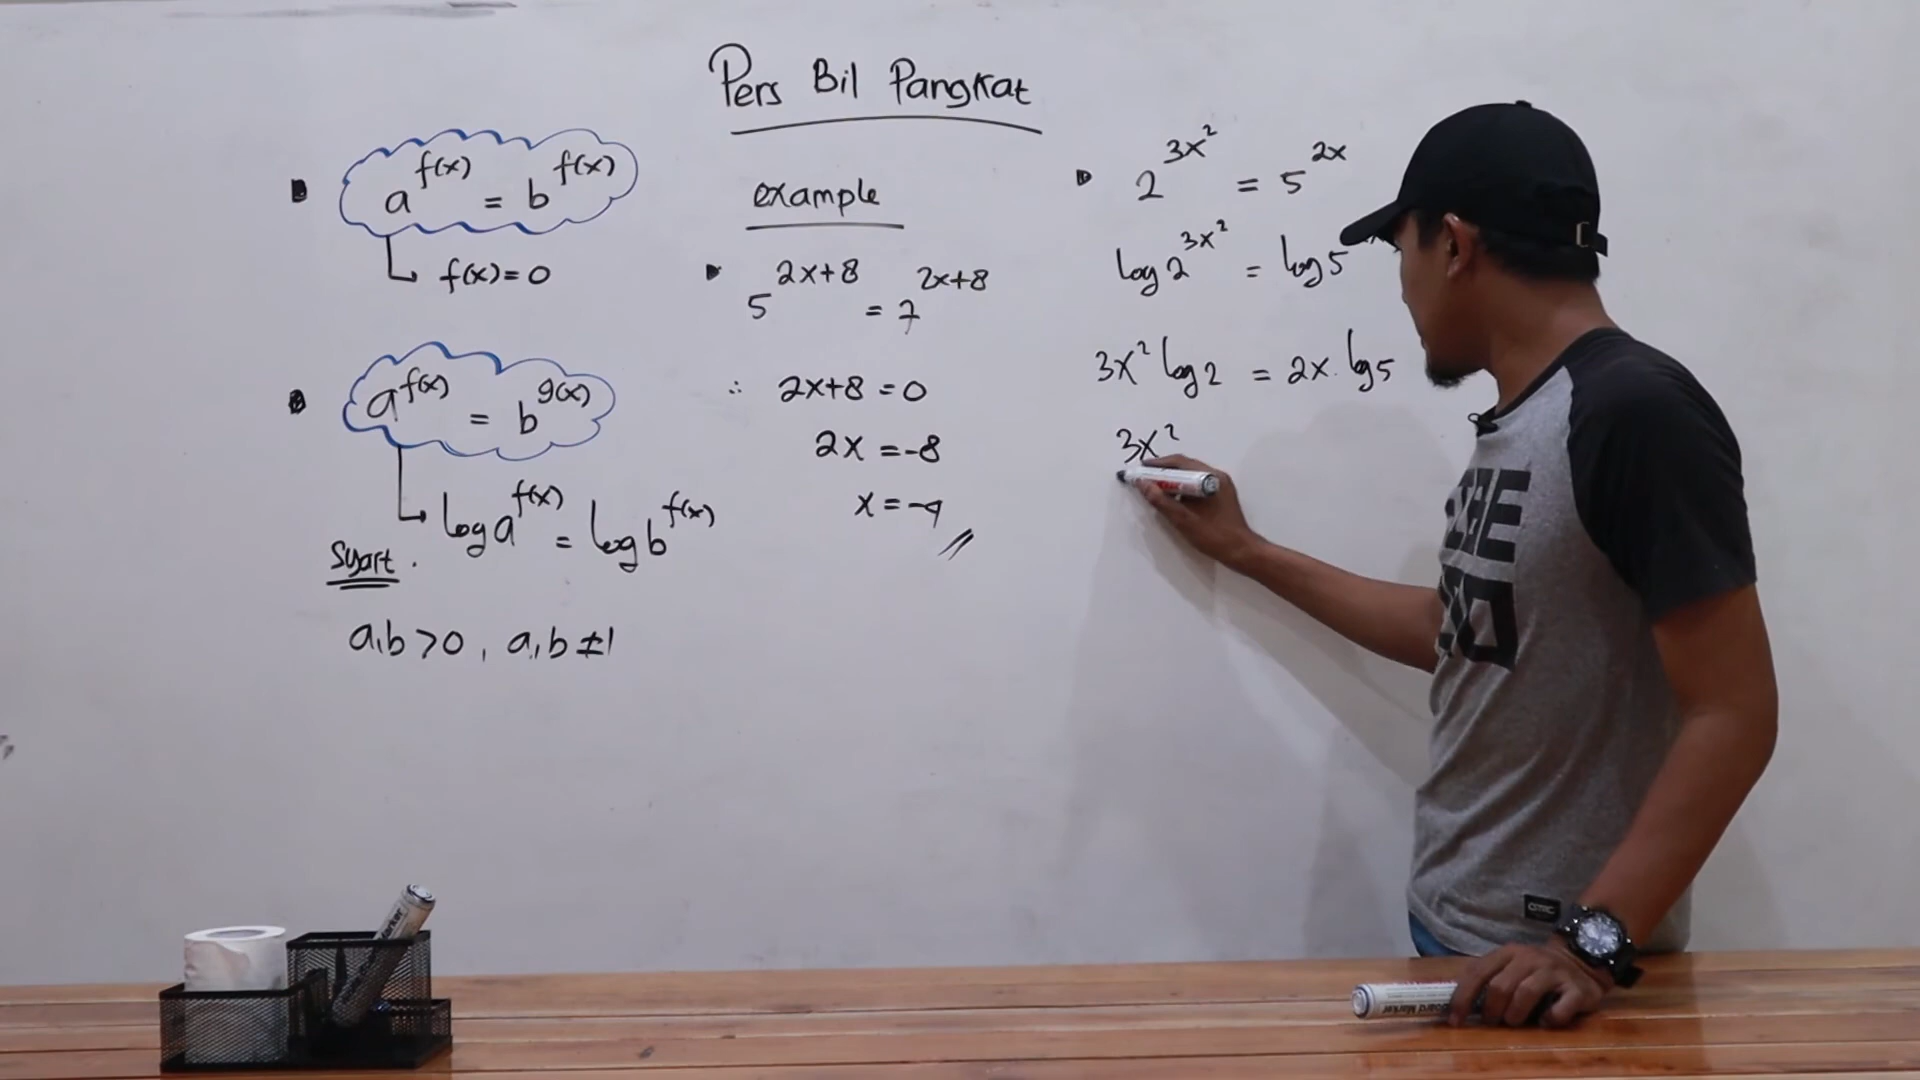 Pers Bil Pangkat
a^f(x) = b^f(x)
f(x) = 0
a^f(x) = b^g(x)
log a^f(x) = log b^f(x)
Syart.
a,b > 0 , a,b ≠ 1
example
5^2x+8 = 7^2x+8
∴ 2x+8 = 0
2x = -8
x = -4
2^3x² = 5^2x
log 2^3x² = log 5
3x² log 2 = 2x. log 5
3x²